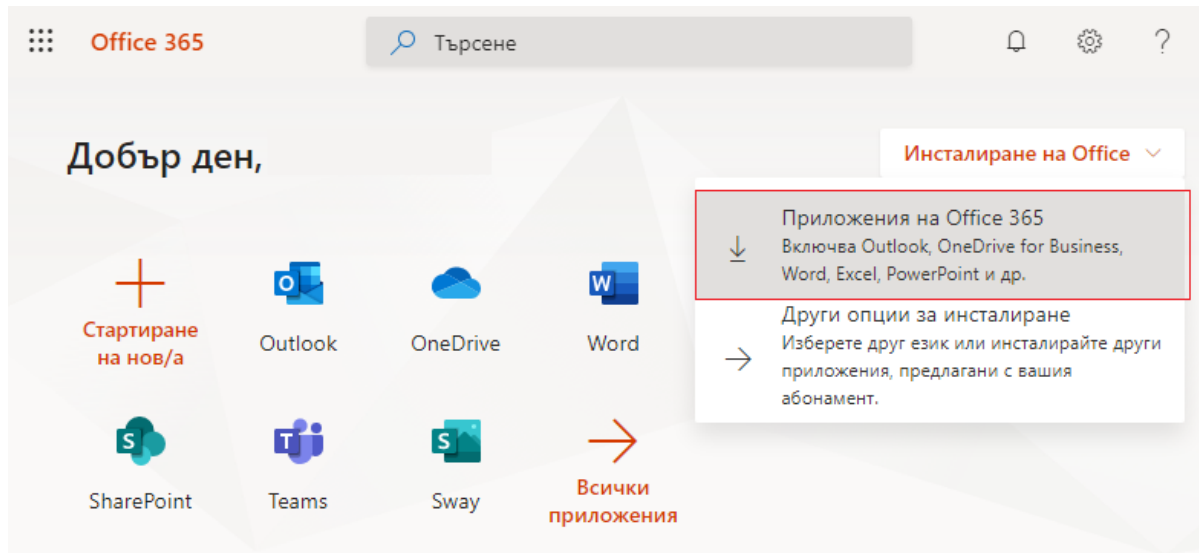 Office 365
Търсене
?
Добър ден,
Инсталиране на Office
Приложения на Office 365
Включва Outlook, OneDrive for Business,
Word, Excel, PowerPoint и др.
Други опции за инсталиране
Изберете друг език или инсталирайте други
приложения, предлагани с вашия
абонамент.
Стартиране
на нов/а
Outlook
OneDrive
Word
SharePoint
Teams
Sway
Всички
приложения